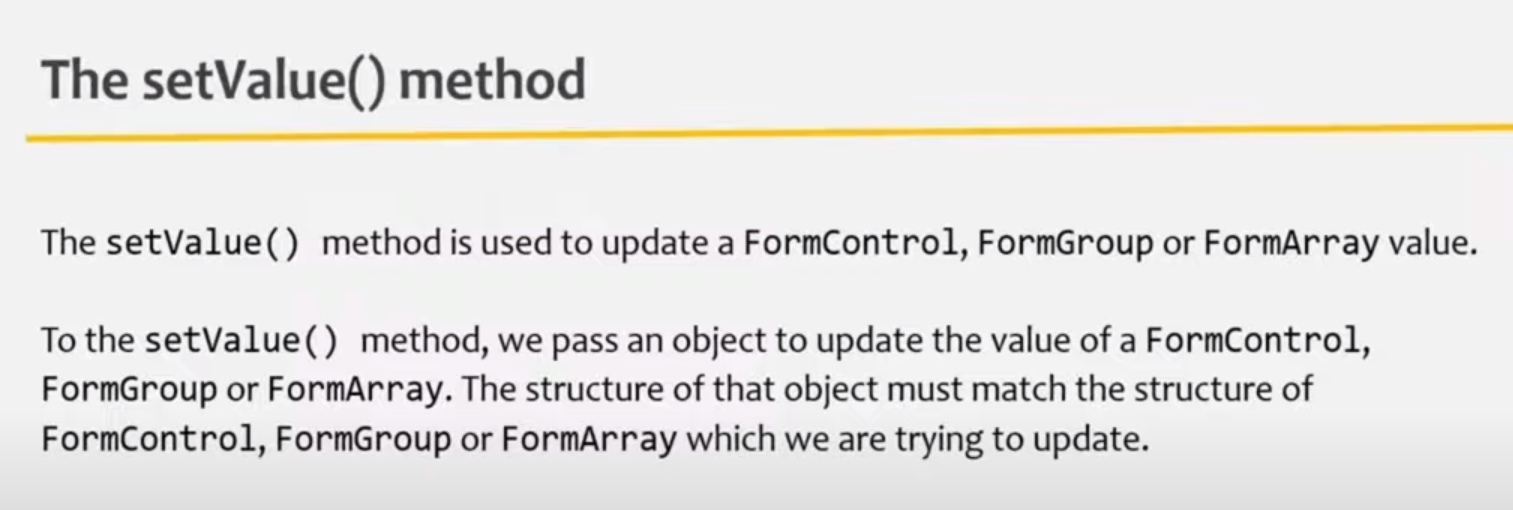 The setValue() method
The setValue() method is used to update a FormControl, FormGroup or FormArray value.
To the setValue() method, we pass an object to update the value of a FormControl,
FormGroup or FormArray. The structure of that object must match the structure of
FormControl, FormGroup or FormArray which we are trying to update.